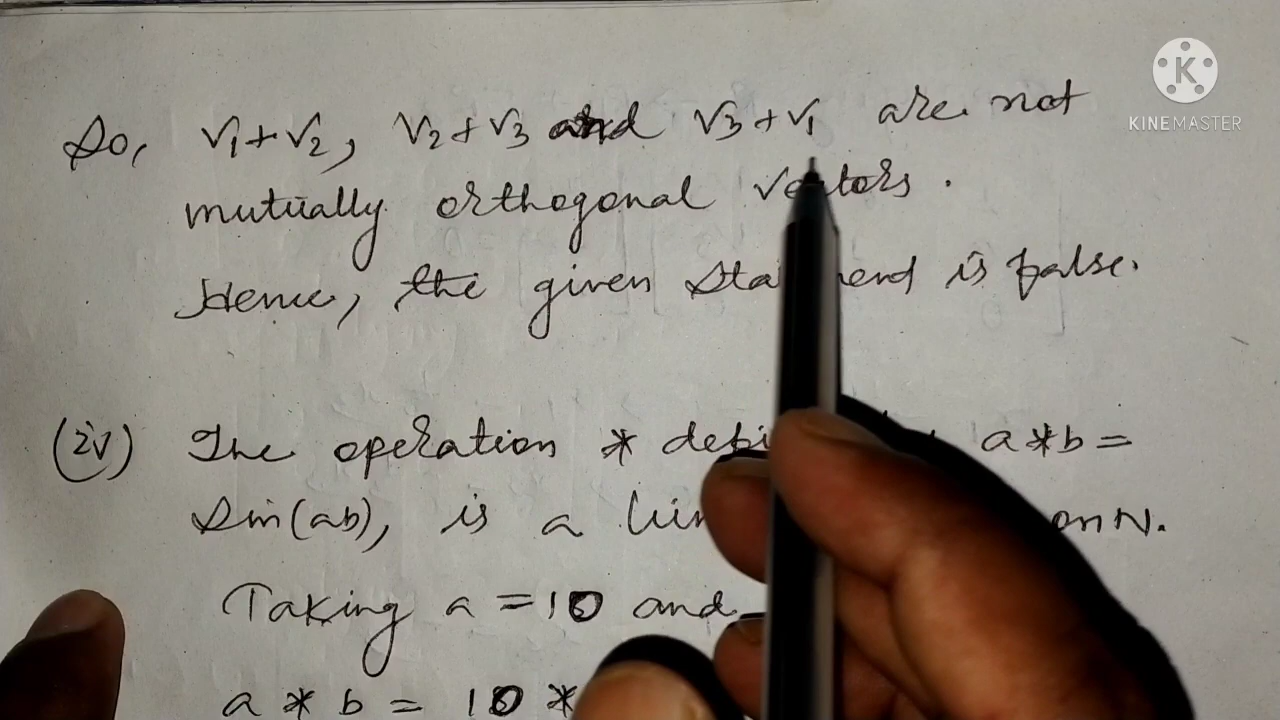 So, v1+v2, v2+v3 and v3+v1 are not
mutually orthogonal vectors.
Hence, the given is false.
(iv) The operation * a*b=
Sin(ab), is a on N.
Taking a = 10 and
a * b = 10 *
K
KINEMASTER